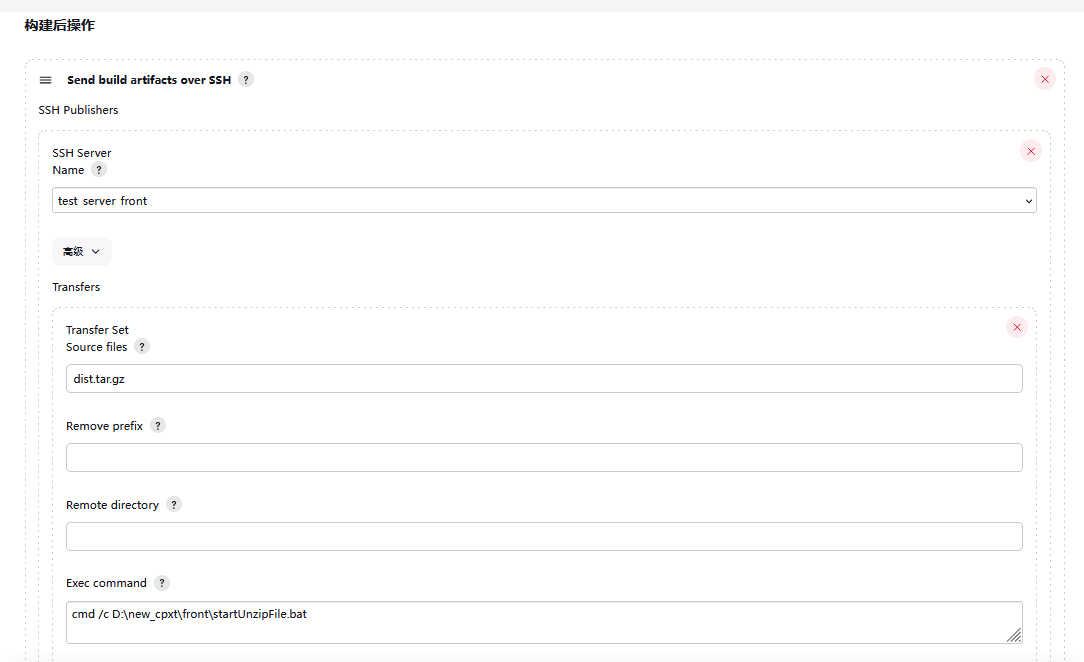 构建后操作
Send build artifacts over SSH ?
SSH Publishers
SSH Server
Name ?
test server front
高级
Transfers
Transfer Set
Source files ?
dist.tar.gz
Remove prefix ?
Remote directory ?
Exec command ?
cmd /c D:\new_cpxt\front\startUnzipFile.bat